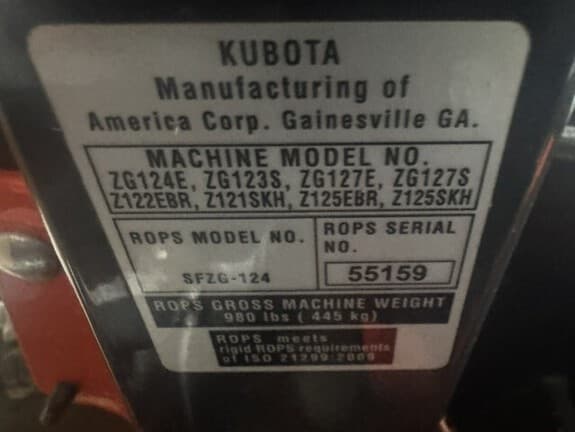 KUBOTA
Manufacturing of
America Corp. Gainesville GA.
MACHINE MODEL NO.
ZG124E, ZG123S, ZG127E, ZG127S
Z122EBR, Z121SKH, Z125EBR, Z125SKH
ROPS MODEL NO.
SFZG-124
ROPS SERIAL
NO.
55159
ROPS GROSS MACHINE WEIGHT
980 lbs ( 445 kg)
ROPS meets
rigid ROPS requirements
of ISO 21299:2009